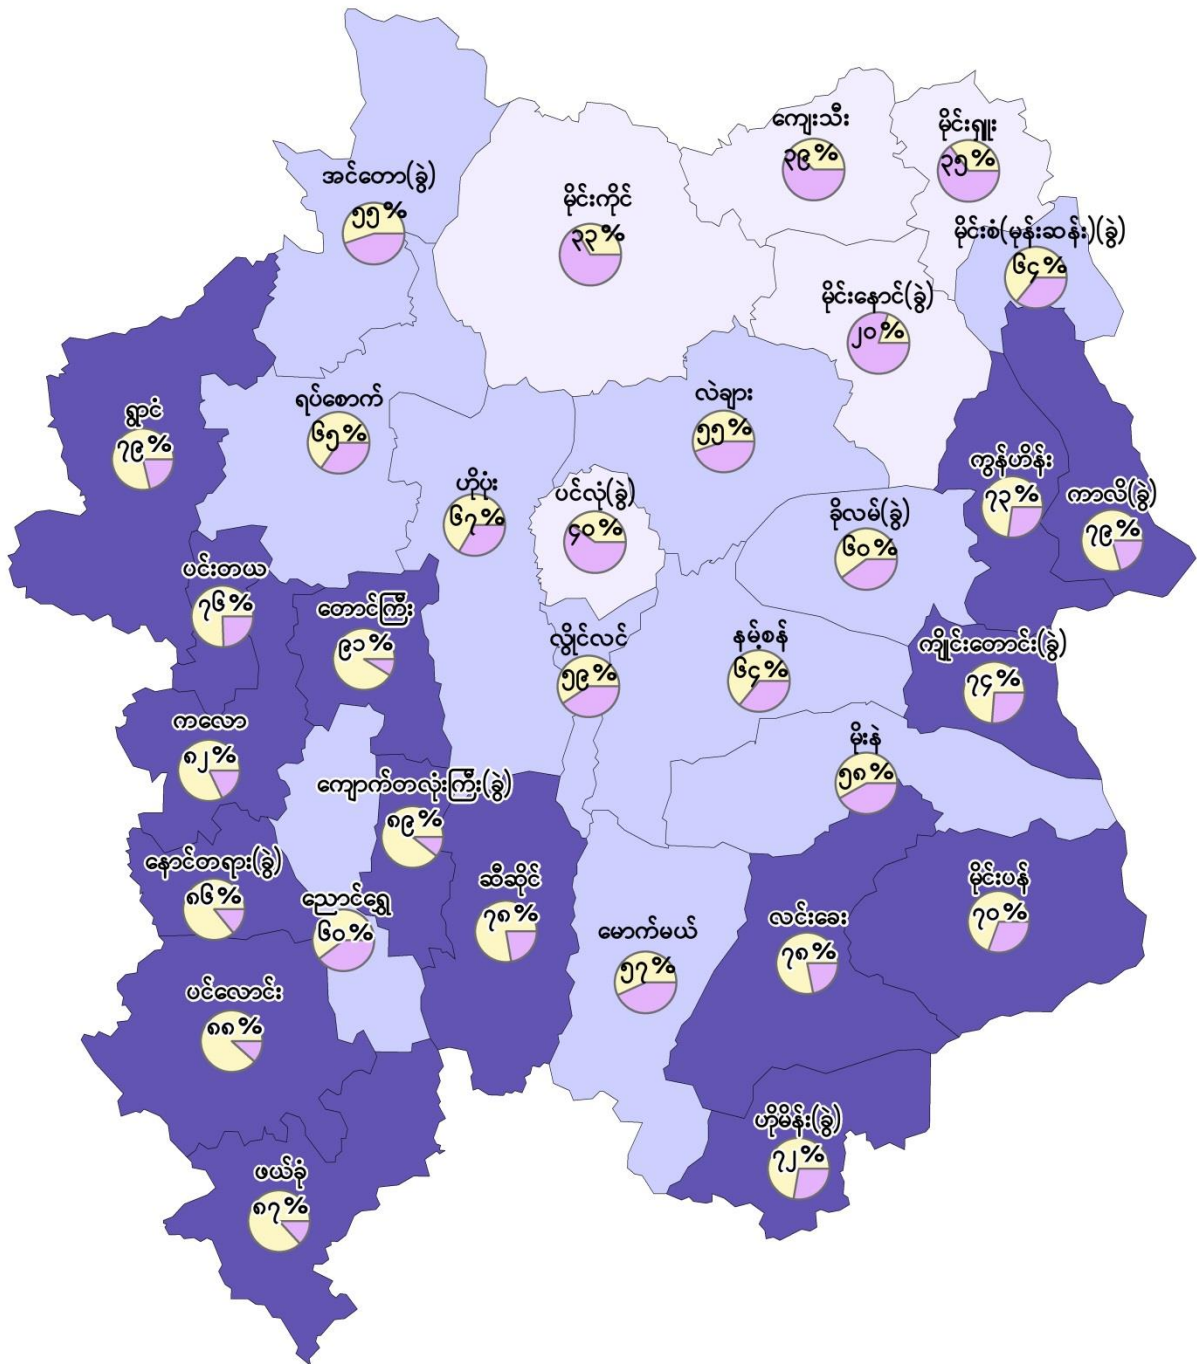 ကျေးသီး
၃၉%
မိုင်းရှူး
၃၅%
အင်တော(ခွဲ)
၅၅%
မိုင်းကိုင်
၃၃%
မိုင်းစံ(မုန်းဆန်း)(ခွဲ)
၆၄%
မိုင်းနောင်(ခွဲ)
၂၀%
ရွာငံ
၇၉%
ရပ်စောက်
၆၅%
လဲချား
၅၅%
ဟိုပုံး
၆၇%
ပင်လုံ(ခွဲ)
၄၀%
ကွန်ဟိန်း
၇၃%
ကာလိ(ခွဲ)
၇၉%
ခိုလမ်(ခွဲ)
၆၀%
ပင်းတယ
၇၆%
တောင်ကြီး
၉၁%
လွိုင်လင်
၅၉%
နမ့်စန်
၆၄%
ကျိုင်းတောင်း(ခွဲ)
၇၄%
ကလော
၈၂%
မိုးနဲ
၅၈%
ကျောက်တလုံးကြီး(ခွဲ)
၈၉%
နောင်တရား(ခွဲ)
၈၆%
ညောင်ရွှေ
၆၀%
ဆီဆိုင်
၇၈%
မိုင်းပန်
၇၀%
လင်းခေး
၇၈%
မောက်မယ်
၅၇%
ပင်လောင်း
၈၈%
ဟိုမိန်း(ခွဲ)
၇၂%
ဖယ်ခုံ
၈၇%